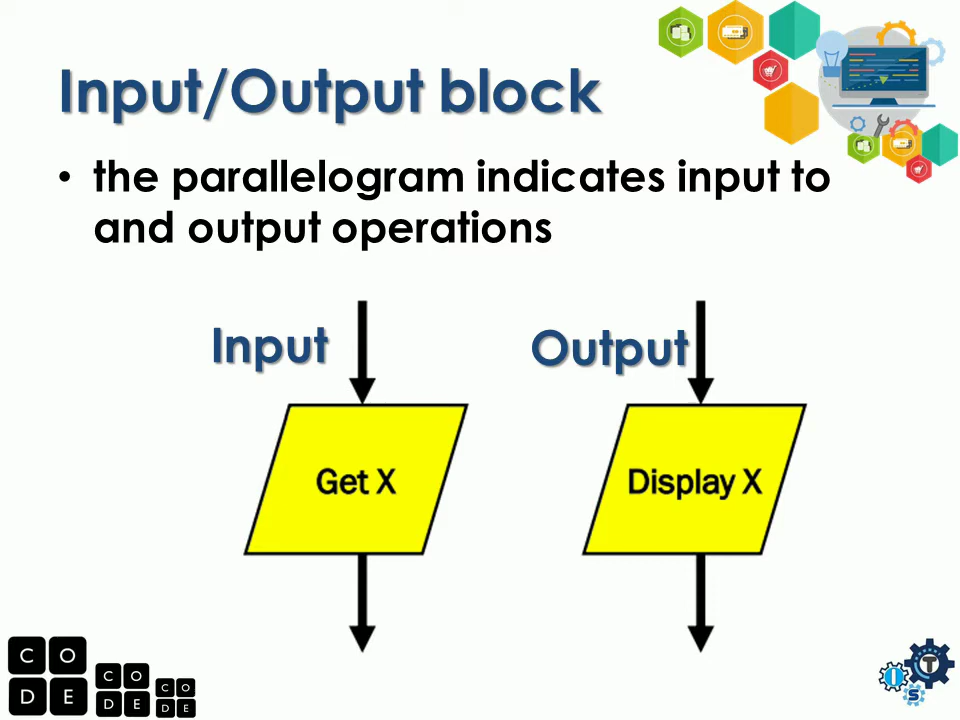 Input/Output block
• the parallelogram indicates input to
and output operations
Input
Output
Get X
Display X
C O
D E
C O
D E
C O
D E
I T
S